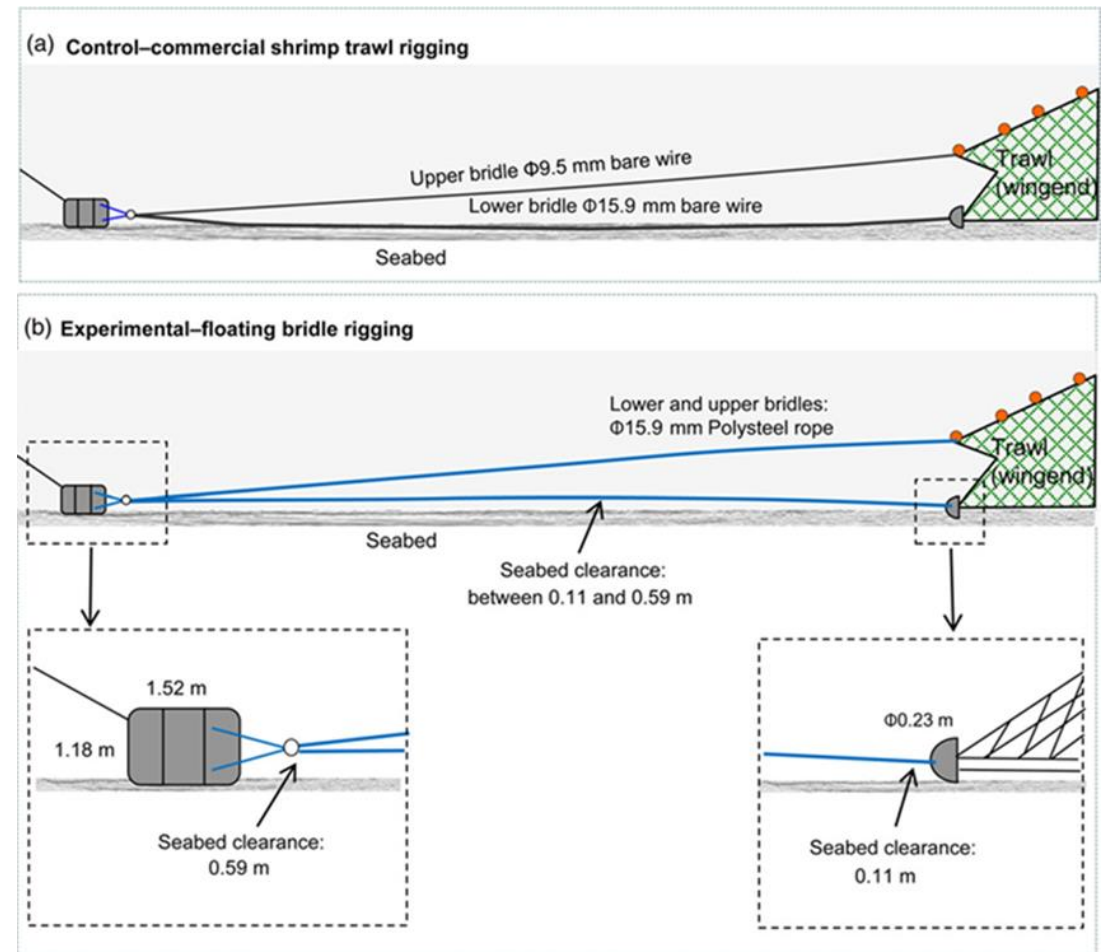 (a) Control–commercial shrimp trawl rigging
Upper bridle Φ9.5 mm bare wire
Trawl
(wingend)
Lower bridle Φ15.9 mm bare wire
Seabed
(b) Experimental–floating bridle rigging
Lower and upper bridles:
Φ15.9 mm Polysteel rope
Trawl
(wingend)
Seabed
Seabed clearance:
between 0.11 and 0.59 m
1.52 m
1.18 m
Seabed clearance:
0.59 m
Φ0.23 m
Seabed clearance:
0.11 m